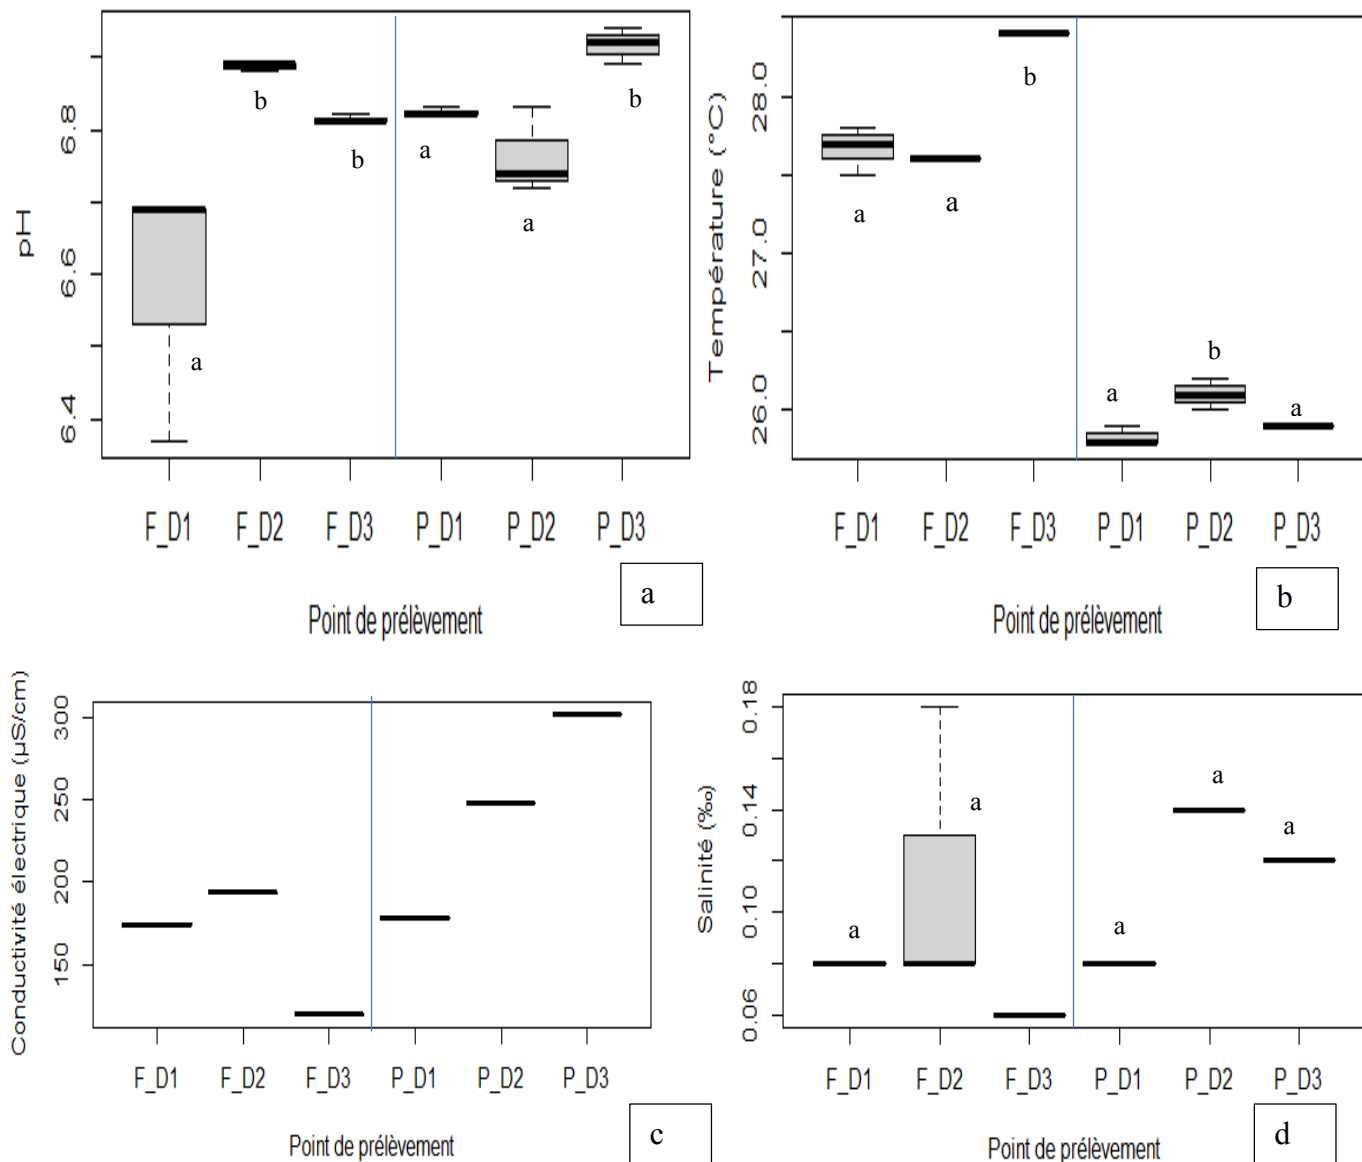 pH
6.8
6.6
6.4
a
b
b
a
a
b
F_D1
F_D2
F_D3
P_D1
P_D2
P_D3
Point de prélèvement
a
Température (°C)
28.0
27.0
26.0
a
a
b
a
b
a
F_D1
F_D2
F_D3
P_D1
P_D2
P_D3
Point de prélèvement
b
Conductivité électrique (µS/cm)
300
250
200
150
F_D1
F_D2
F_D3
P_D1
P_D2
P_D3
Point de prélèvement
c
Salinité (‰)
0.18
0.14
0.10
0.06
a
a
a
a
a
F_D1
F_D2
F_D3
P_D1
P_D2
P_D3
Point de prélèvement
d